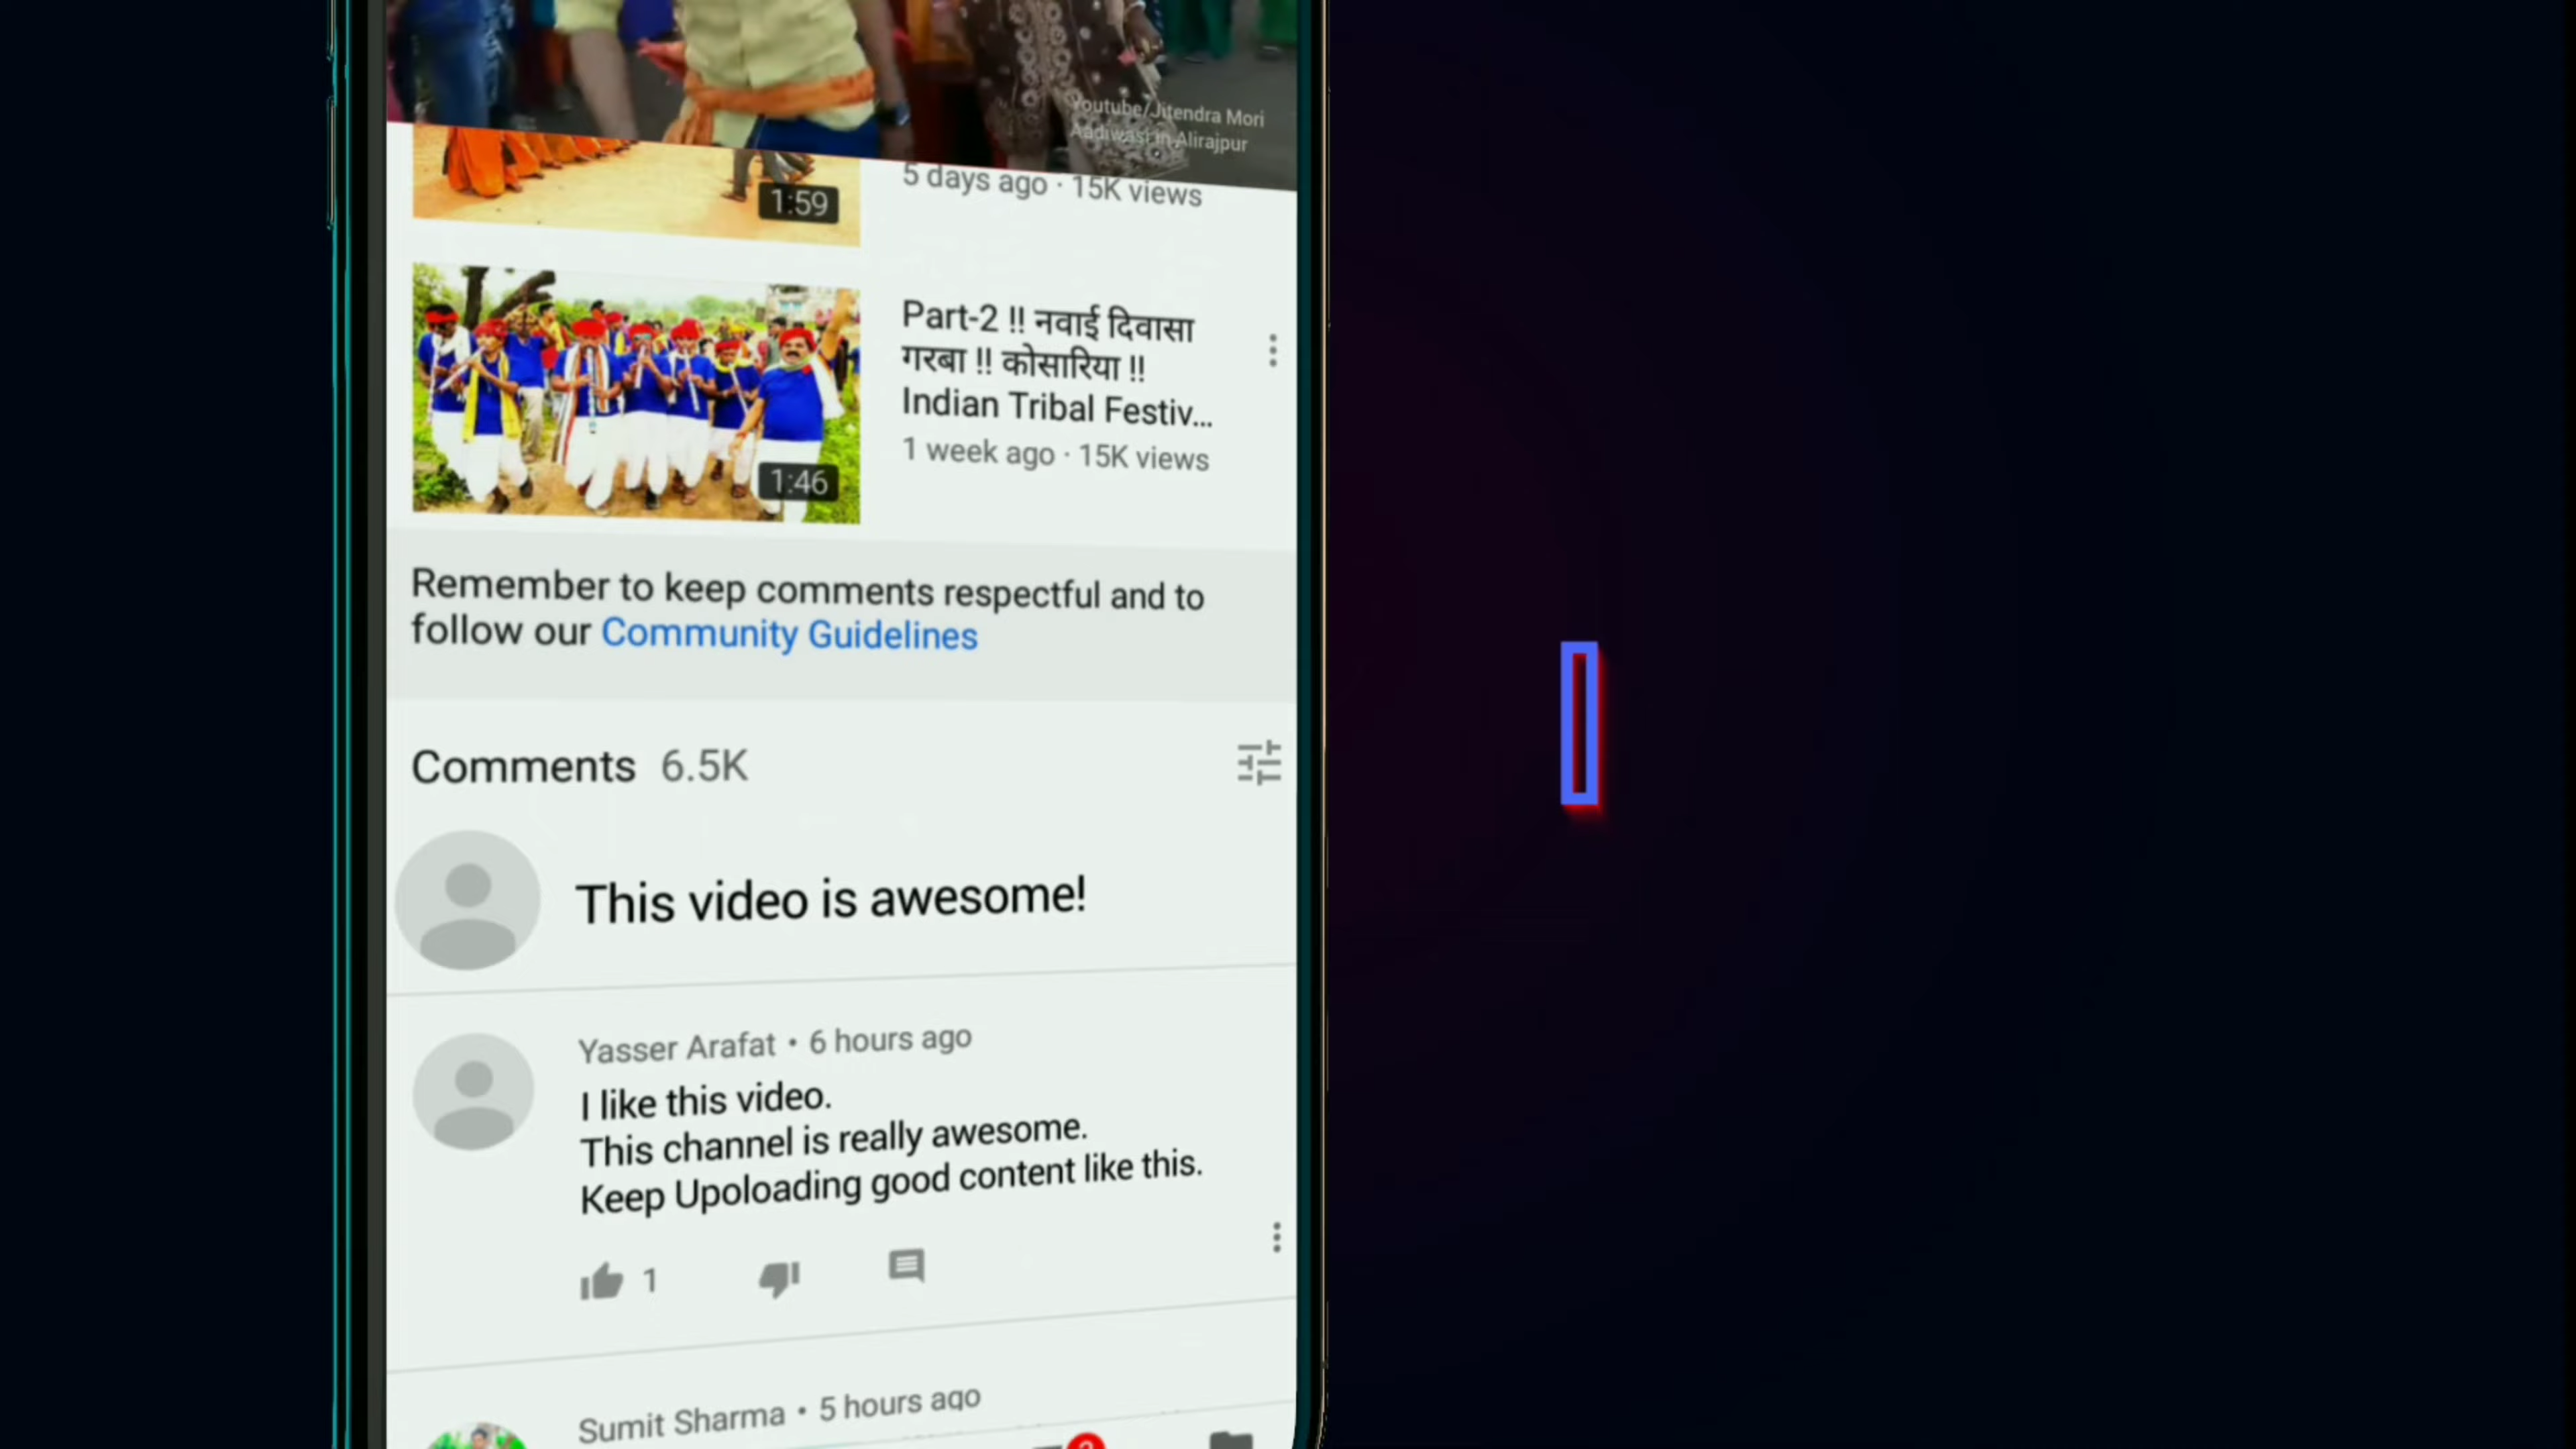 Youtube/Jitendra Mori
Aadiwasi in Alirajpur
1:59
5 days ago · 15K views
Part-2 !! नवाई दिवासा
गरबा !! कोसारिया !!
Indian Tribal Festiv...
1 week ago · 15K views
1:46
Remember to keep comments respectful and to
follow our Community Guidelines
Comments 6.5K
This video is awesome!
Yasser Arafat • 6 hours ago
I like this video.
This channel is really awesome.
Keep Upoloading good content like this.
1
Sumit Sharma • 5 hours ago